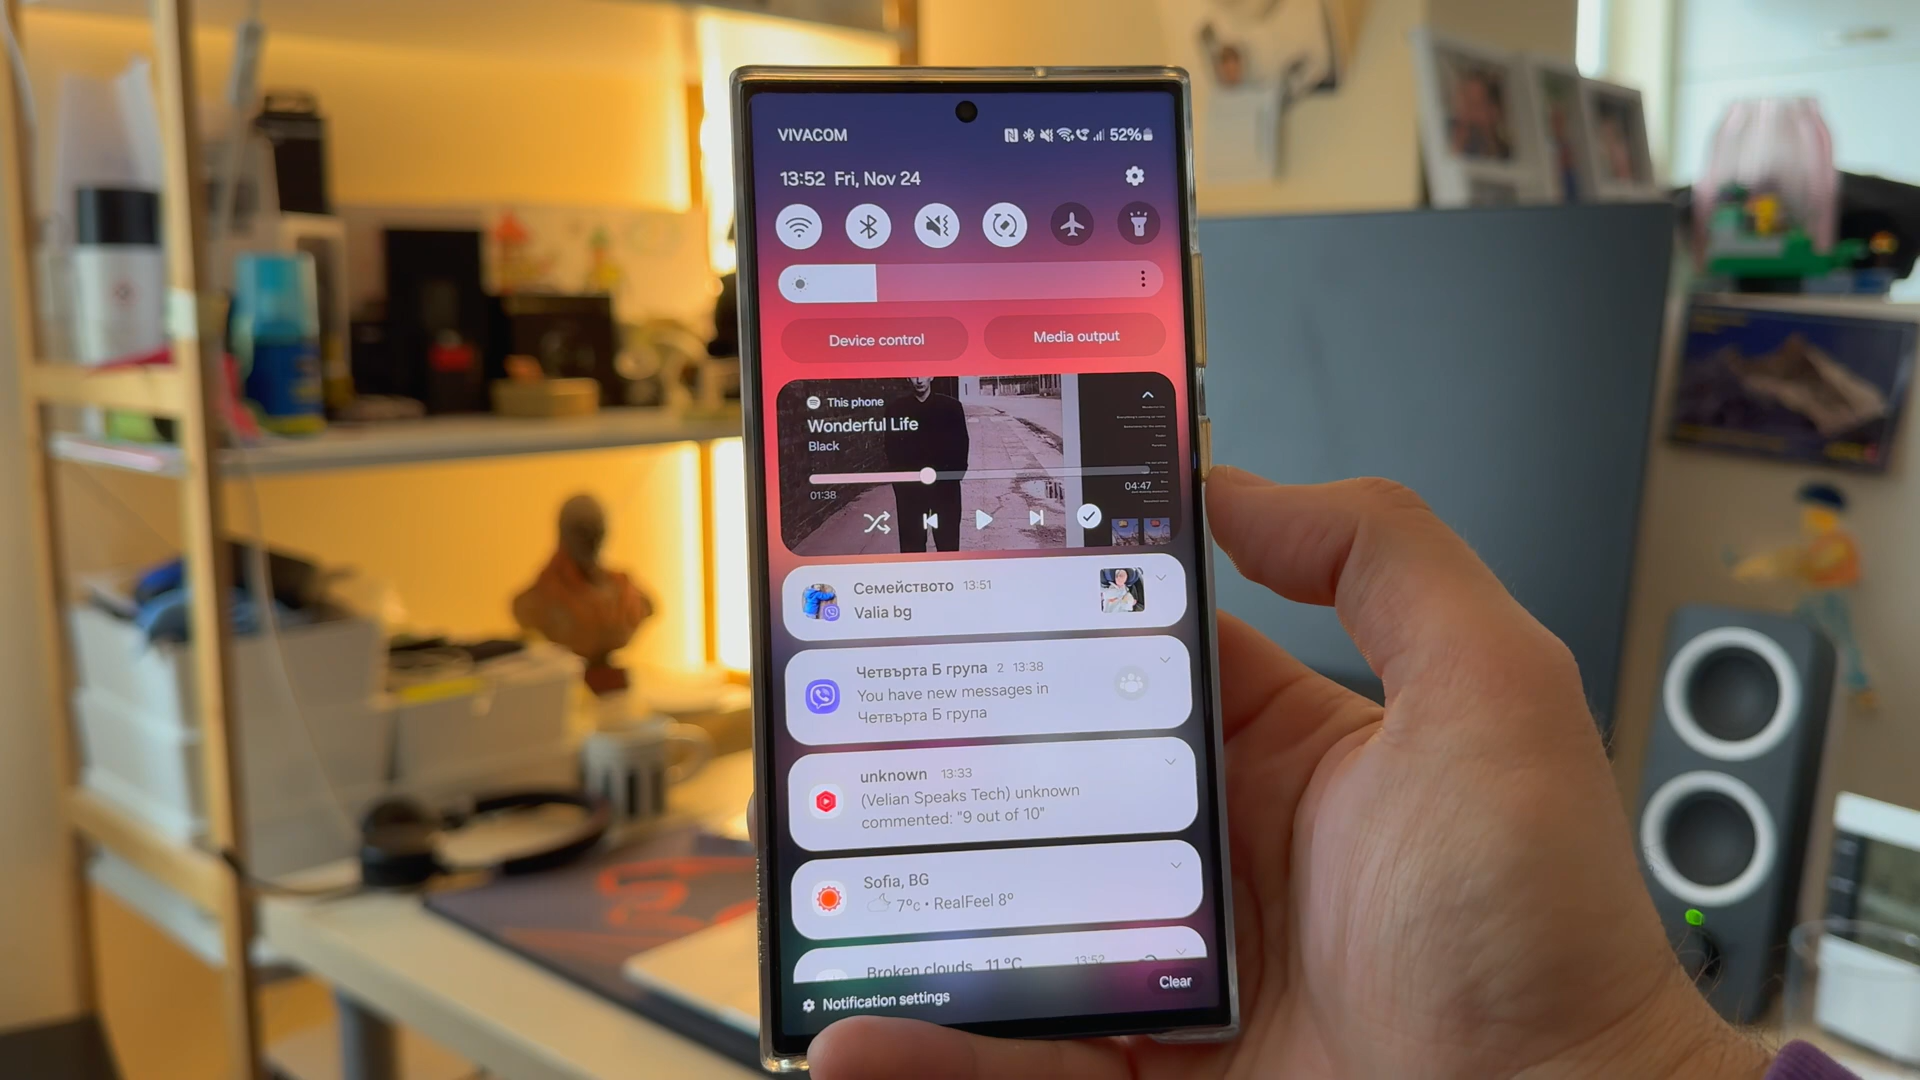 VIVACOM 52%
13:52 Fri, Nov 24
Device control Media output
This phone
Wonderful Life
Black
01:38 04:47
Семейството 13:51
Valia bg
Четвърта Б група 2 13:38
You have new messages in
Четвърта Б група
unknown 13:33
(Velian Speaks Tech) unknown
commented: "9 out of 10"
Sofia, BG
7°C • RealFeel 8°
Broken clouds 11 °C 13:52
Notification settings Clear